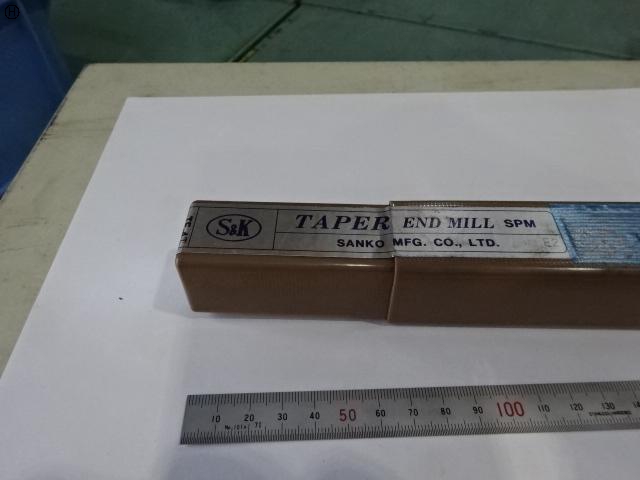 S&K TAPER END MILL SPM
SANKO MFG. CO., LTD.
10 20 30 40 50 60 70 80 90 100 110 120 130